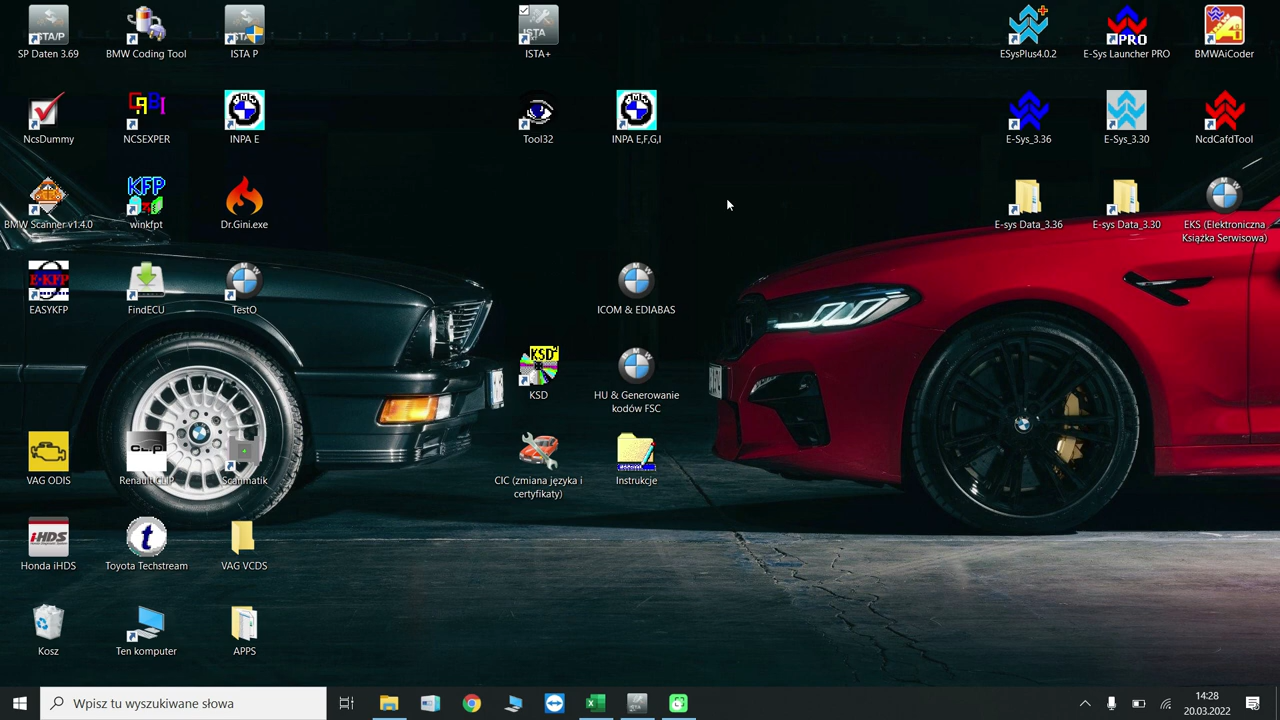 SP Daten 3.69
BMW Coding Tool
ISTA P
ISTA+
ESysPlus4.0.2
E-Sys Launcher PRO
BMWAiCoder
NcsDummy
NCSEXPER
INPA E
Tool32
INPA E,F,G,I
E-Sys_3.36
E-Sys_3.30
NcdCafdTool
BMW Scanner v1.4.0
winkfpt
Dr.Gini.exe
E-sys Data_3.36
E-sys Data_3.30
EKS (Elektroniczna
Książka Serwisowa)
EASYKFP
FindECU
TestO
ICOM & EDIABAS
KSD
HU & Generowanie
kodów FSC
VAG ODIS
Renault CLiP
Scanmatik
CIC (zmiana języka i
certyfikaty)
Instrukcje
Honda iHDS
Toyota Techstream
VAG VCDS
Kosz
Ten komputer
APPS
Wpisz tu wyszukiwane słowa
14:28
20.03.2022